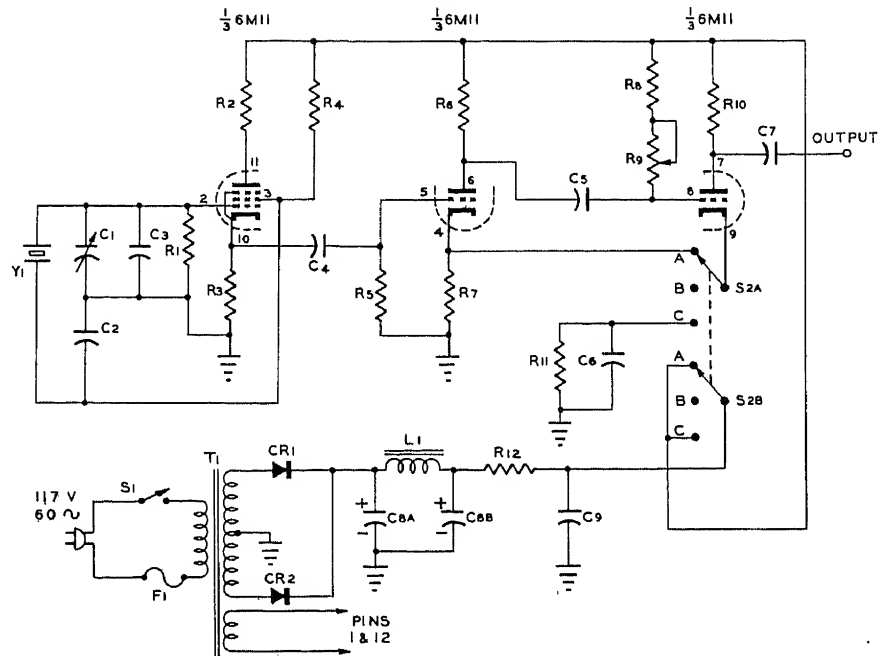 1/3 6M11
1/3 6M11
1/3 6M11
R2
R4
R6
R8
R10
C7
OUTPUT
11
2
3
10
R9
7
6
5
4
C5
8
9
Y1
C1
C3
R1
C2
R3
C4
R5
R7
A
B
S2A
C
R11
C6
A
B
S2B
C
T1
CR1
L1
R12
117 V
60 ~
S1
F1
+
C8A
-
+
C8B
-
C9
CR2
PINS
1 & 12